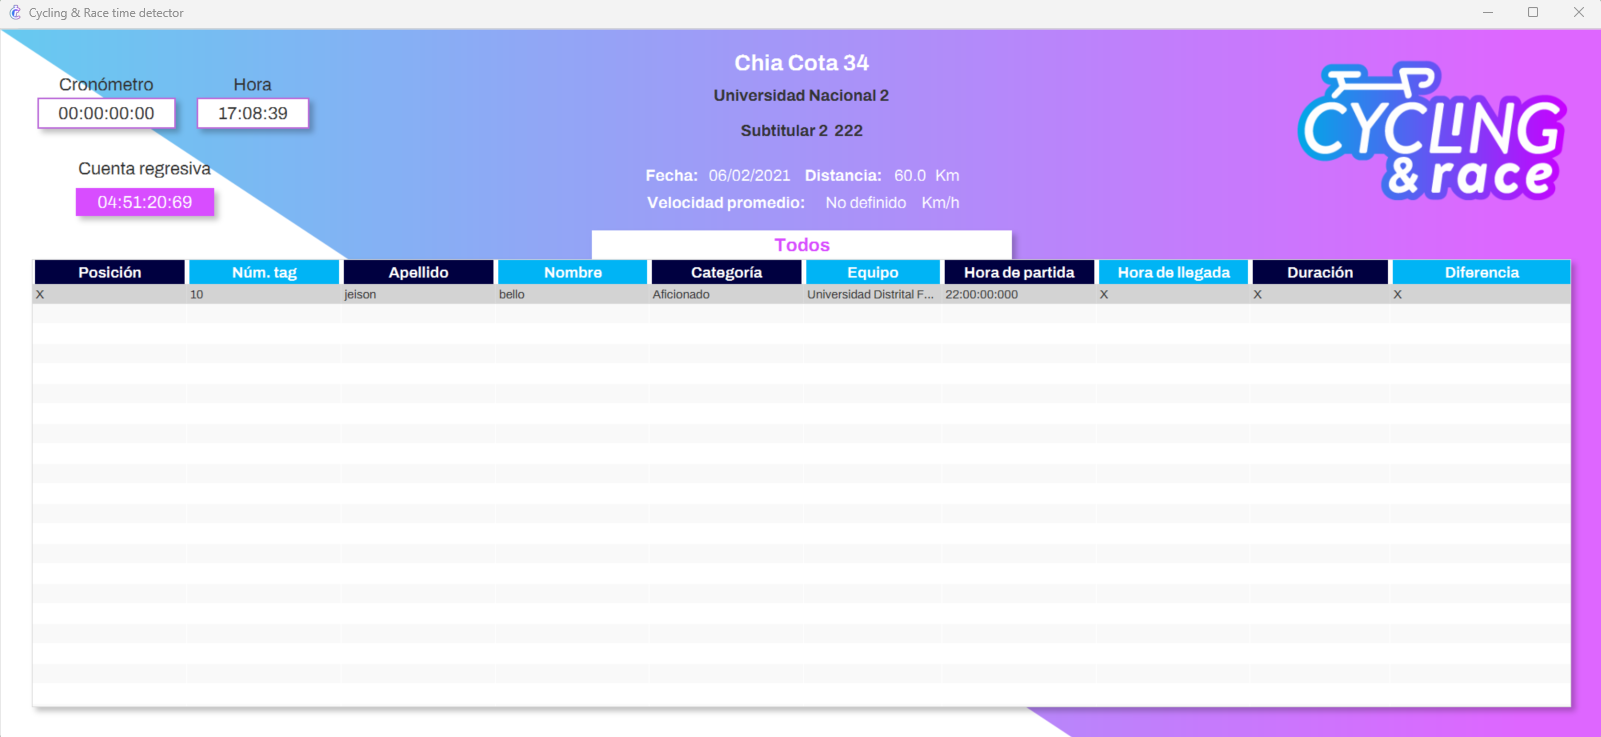 Cycling & Race time detector
Cronómetro Hora
00:00:00:00 17:08:39
Cuenta regresiva
04:51:20:69
Chia Cota 34
Universidad Nacional 2
Subtitular 2 222
Fecha: 06/02/2021 Distancia: 60.0 Km
Velocidad promedio: No definido Km/h
CYCLING
& race
Todos
Posición Núm. tag Apellido Nombre Categoría Equipo Hora de partida Hora de llegada Duración Diferencia
X 10 jeison bello Aficionado Universidad Distrital F... 22:00:00:000 X X X